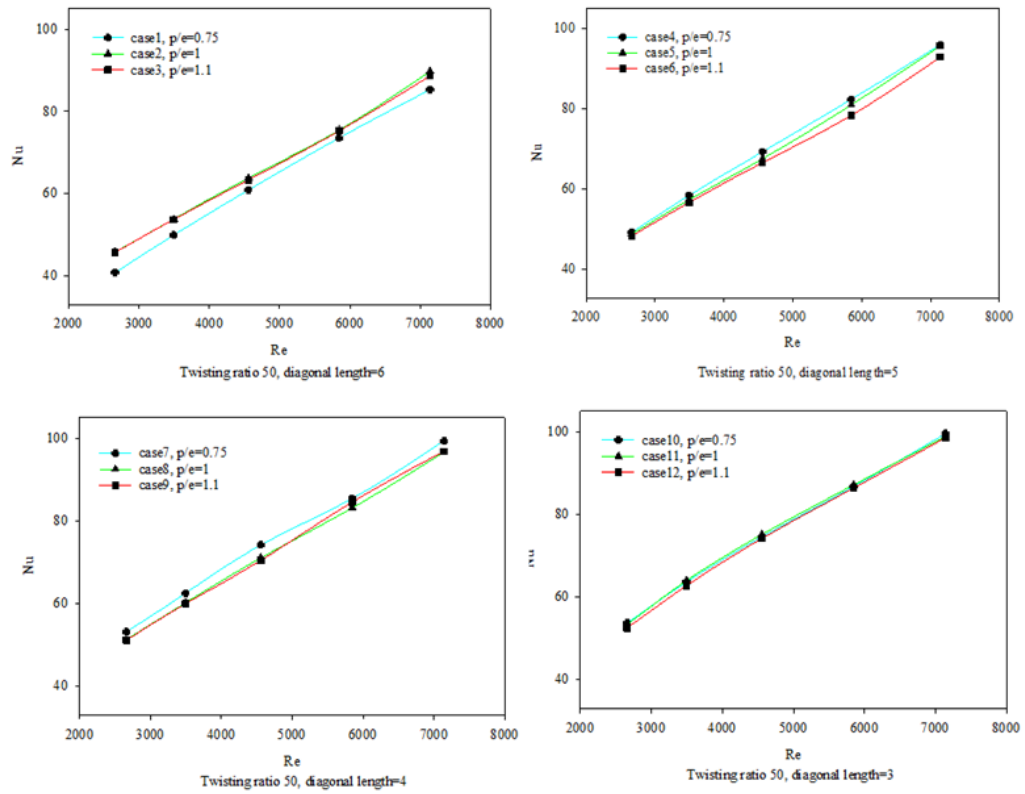 100
80
60
40
Nu
case1, p/e=0.75
case2, p/e=1
case3, p/e=1.1
2000 3000 4000 5000 6000 7000 8000
Re
Twisting ratio 50, diagonal length=6
100
80
60
40
Nu
case4, p/e=0.75
case5, p/e=1
case6, p/e=1.1
2000 3000 4000 5000 6000 7000 8000
Re
Twisting ratio 50, diagonal length=5
100
80
60
40
Nu
case7, p/e=0.75
case8, p/e=1
case9, p/e=1.1
2000 3000 4000 5000 6000 7000 8000
Re
Twisting ratio 50, diagonal length=4
100
80
60
40
Nu
case10, p/e=0.75
case11, p/e=1
case12, p/e=1.1
2000 3000 4000 5000 6000 7000 8000
Re
Twisting ratio 50, diagonal length=3